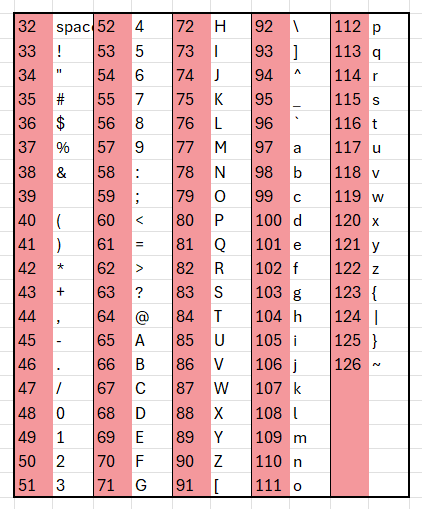 32 spac 52 4 72 H 92 \ 112 p
33 ! 53 5 73 I 93 ] 113 q
34 " 54 6 74 J 94 ^ 114 r
35 # 55 7 75 K 95 _ 115 s
36 $ 56 8 76 L 96 ` 116 t
37 % 57 9 77 M 97 a 117 u
38 & 58 : 78 N 98 b 118 v
39 59 ; 79 O 99 c 119 w
40 ( 60 < 80 P 100 d 120 x
41 ) 61 = 81 Q 101 e 121 y
42 * 62 > 82 R 102 f 122 z
43 + 63 ? 83 S 103 g 123 {
44 , 64 @ 84 T 104 h 124 |
45 - 65 A 85 U 105 i 125 }
46 . 66 B 86 V 106 j 126 ~
47 / 67 C 87 W 107 k
48 0 68 D 88 X 108 l
49 1 69 E 89 Y 109 m
50 2 70 F 90 Z 110 n
51 3 71 G 91 [ 111 o